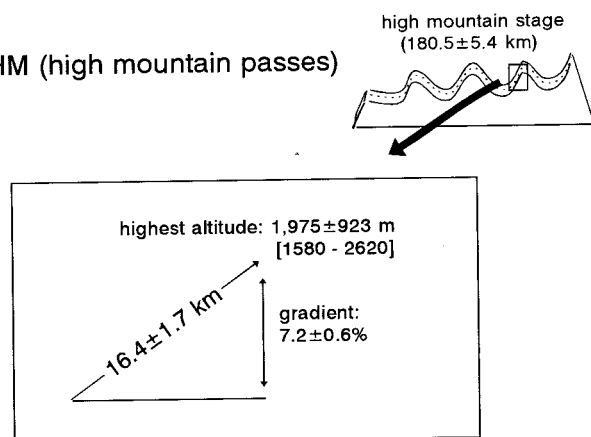 high mountain stage
(180.5±5.4 km)
HM (high mountain passes)
highest altitude: 1,975±923 m
[1580 - 2620]
16.4±1.7 km
gradient:
7.2±0.6%